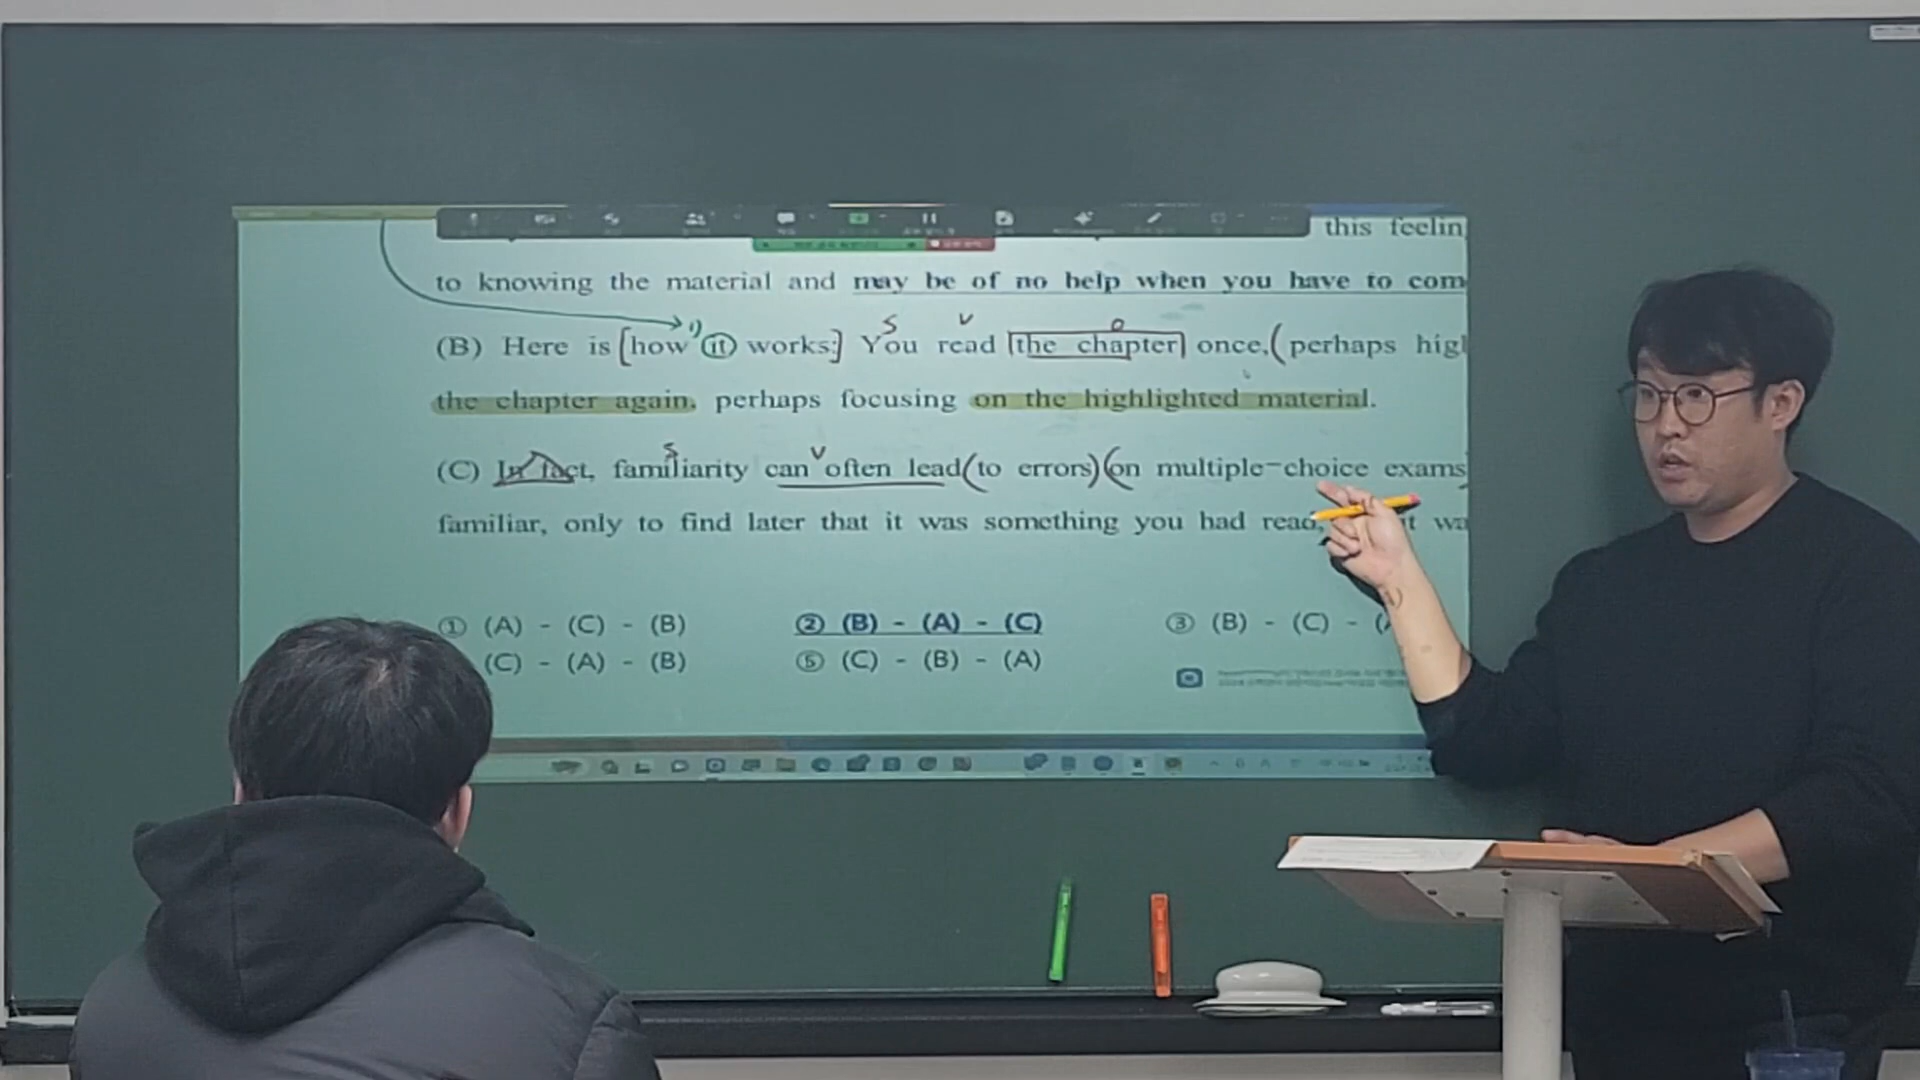 this feelin
to knowing the material and may be of no help when you have to com
S V O
(B) Here is [how 1) it works:] You read [the chapter] once, (perhaps higl
the chapter again, perhaps focusing on the highlighted material.
S V
(C) In fact, familiarity can often lead (to errors) (on multiple-choice exams
familiar, only to find later that it was something you had read, t wa
① (A) - (C) - (B) ② (B) - (A) - (C) ③ (B) - (C) - (
(C) - (A) - (B) ⑤ (C) - (B) - (A)